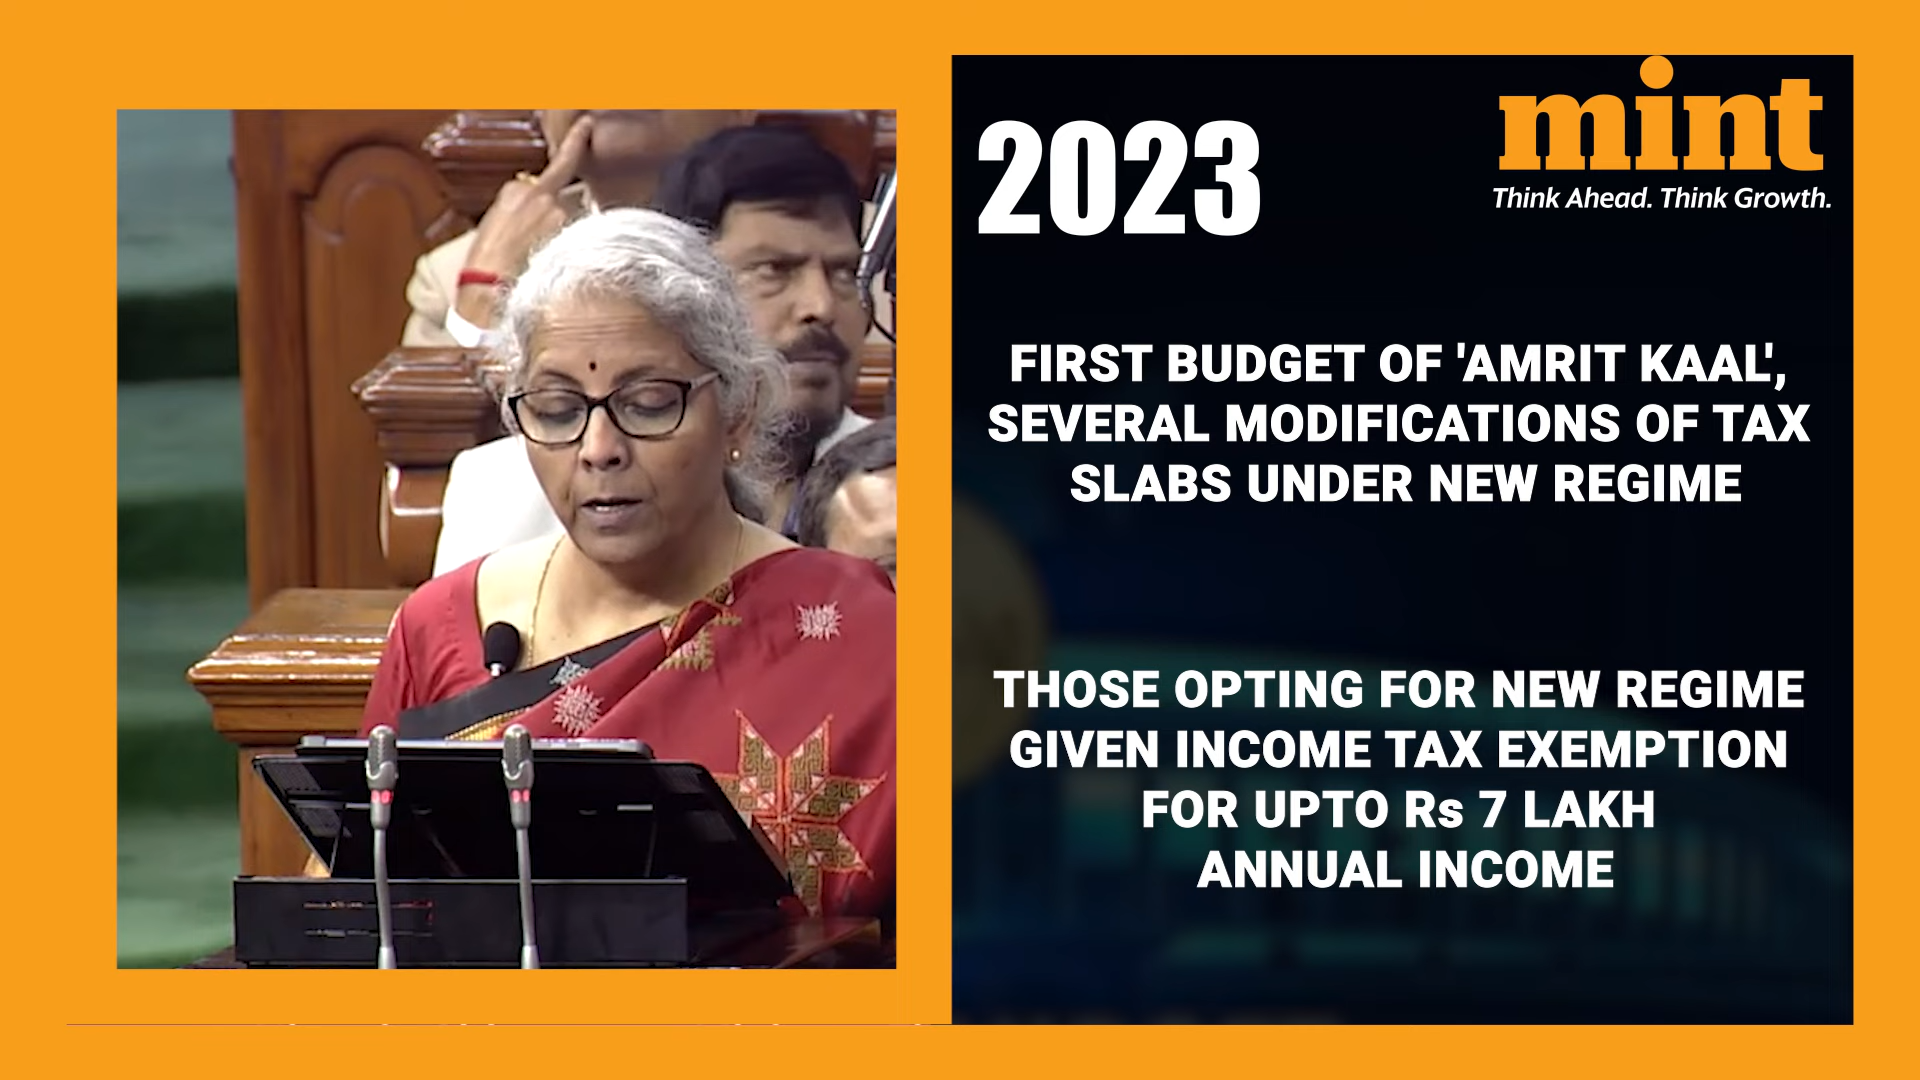 2023
mint
Think Ahead. Think Growth.
FIRST BUDGET OF 'AMRIT KAAL',
SEVERAL MODIFICATIONS OF TAX
SLABS UNDER NEW REGIME
THOSE OPTING FOR NEW REGIME
GIVEN INCOME TAX EXEMPTION
FOR UPTO Rs 7 LAKH
ANNUAL INCOME